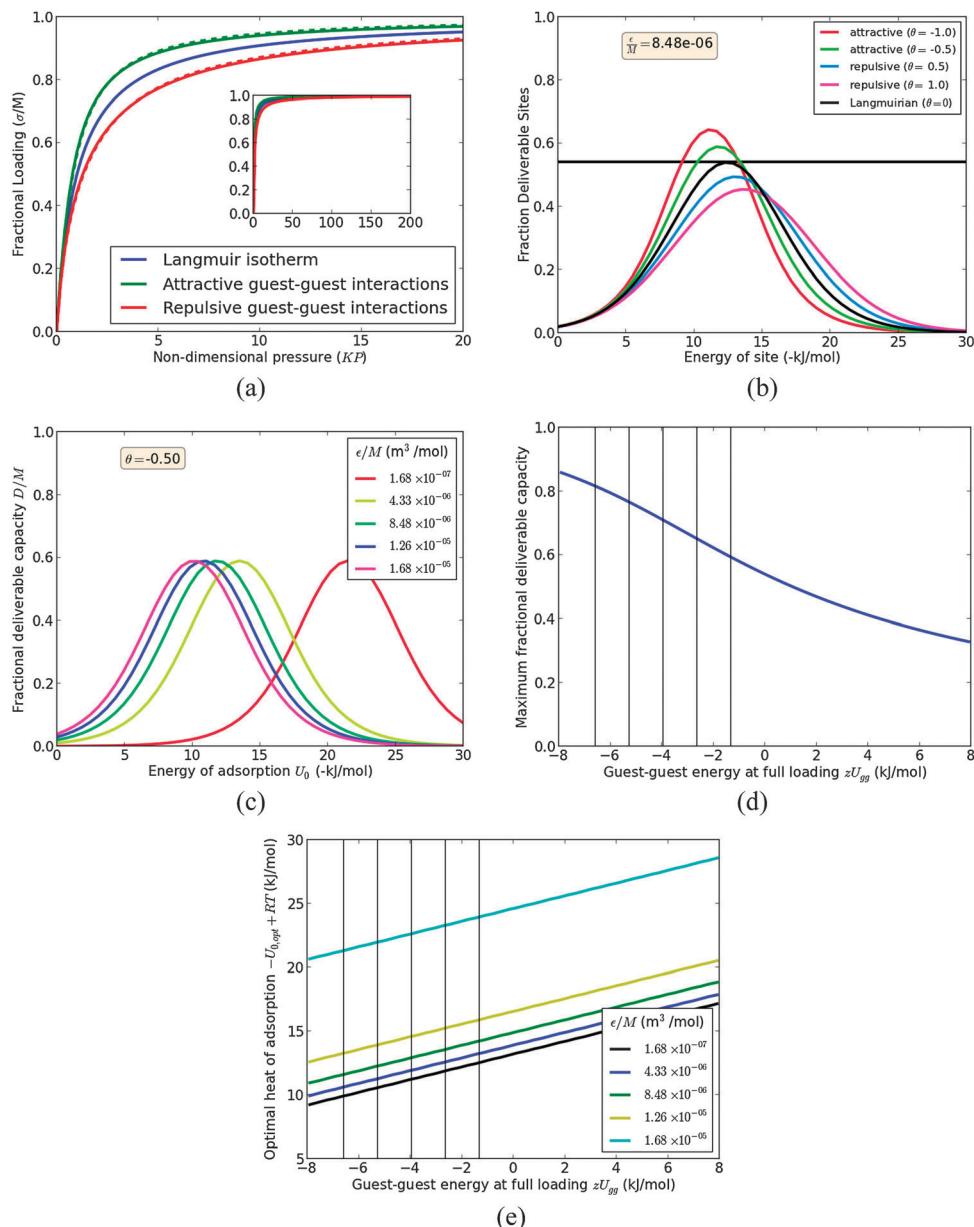 Fractional Loading (σ/M)
1.0
0.8
0.6
0.4
0.2
0.0
1.0
0.8
0.6
0.4
0.2
0.0
0 50 100 150 200
Langmuir isotherm
Attractive guest-guest interactions
Repulsive guest-guest interactions
0 5 10 15 20
Non-dimensional pressure (KP)
(a)
Fraction Deliverable Sites
1.0
0.8
0.6
0.4
0.2
0.0
ϵ/M =8.48e-06
attractive (θ= -1.0)
attractive (θ= -0.5)
repulsive (θ= 0.5)
repulsive (θ= 1.0)
Langmuirian (θ=0)
0 5 10 15 20 25 30
Energy of site (-kJ/mol)
(b)
Fractional deliverable capacity D/M
1.0
0.8
0.6
0.4
0.2
0.0
θ=-0.50
ϵ/M (m³ /mol)
1.68 ×10⁻⁰⁷
4.33 ×10⁻⁰⁶
8.48 ×10⁻⁰⁶
1.26 ×10⁻⁰⁵
1.68 ×10⁻⁰⁵
0 5 10 15 20 25 30
Energy of adsorption U₀ (-kJ/mol)
(c)
Maximum fractional deliverable capacity
1.0
0.8
0.6
0.4
0.2
0.0
−8 −6 −4 −2 0 2 4 6 8
Guest-guest energy at full loading zU_gg (kJ/mol)
(d)
Optimal heat of adsorption −U_0,opt + RT (kJ/mol)
30
25
20
15
10
5
ϵ/M (m³ /mol)
1.68 ×10⁻⁰⁷
4.33 ×10⁻⁰⁶
8.48 ×10⁻⁰⁶
1.26 ×10⁻⁰⁵
1.68 ×10⁻⁰⁵
−8 −6 −4 −2 0 2 4 6 8
Guest-guest energy at full loading zU_gg (kJ/mol)
(e)